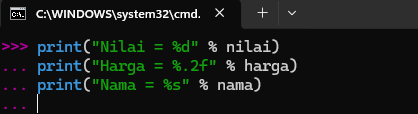 C:\WINDOWS\system32\cmd.
>>> print("Nilai = %d" % nilai)
... print("Harga = %.2f" % harga)
... print("Nama = %s" % nama)
...